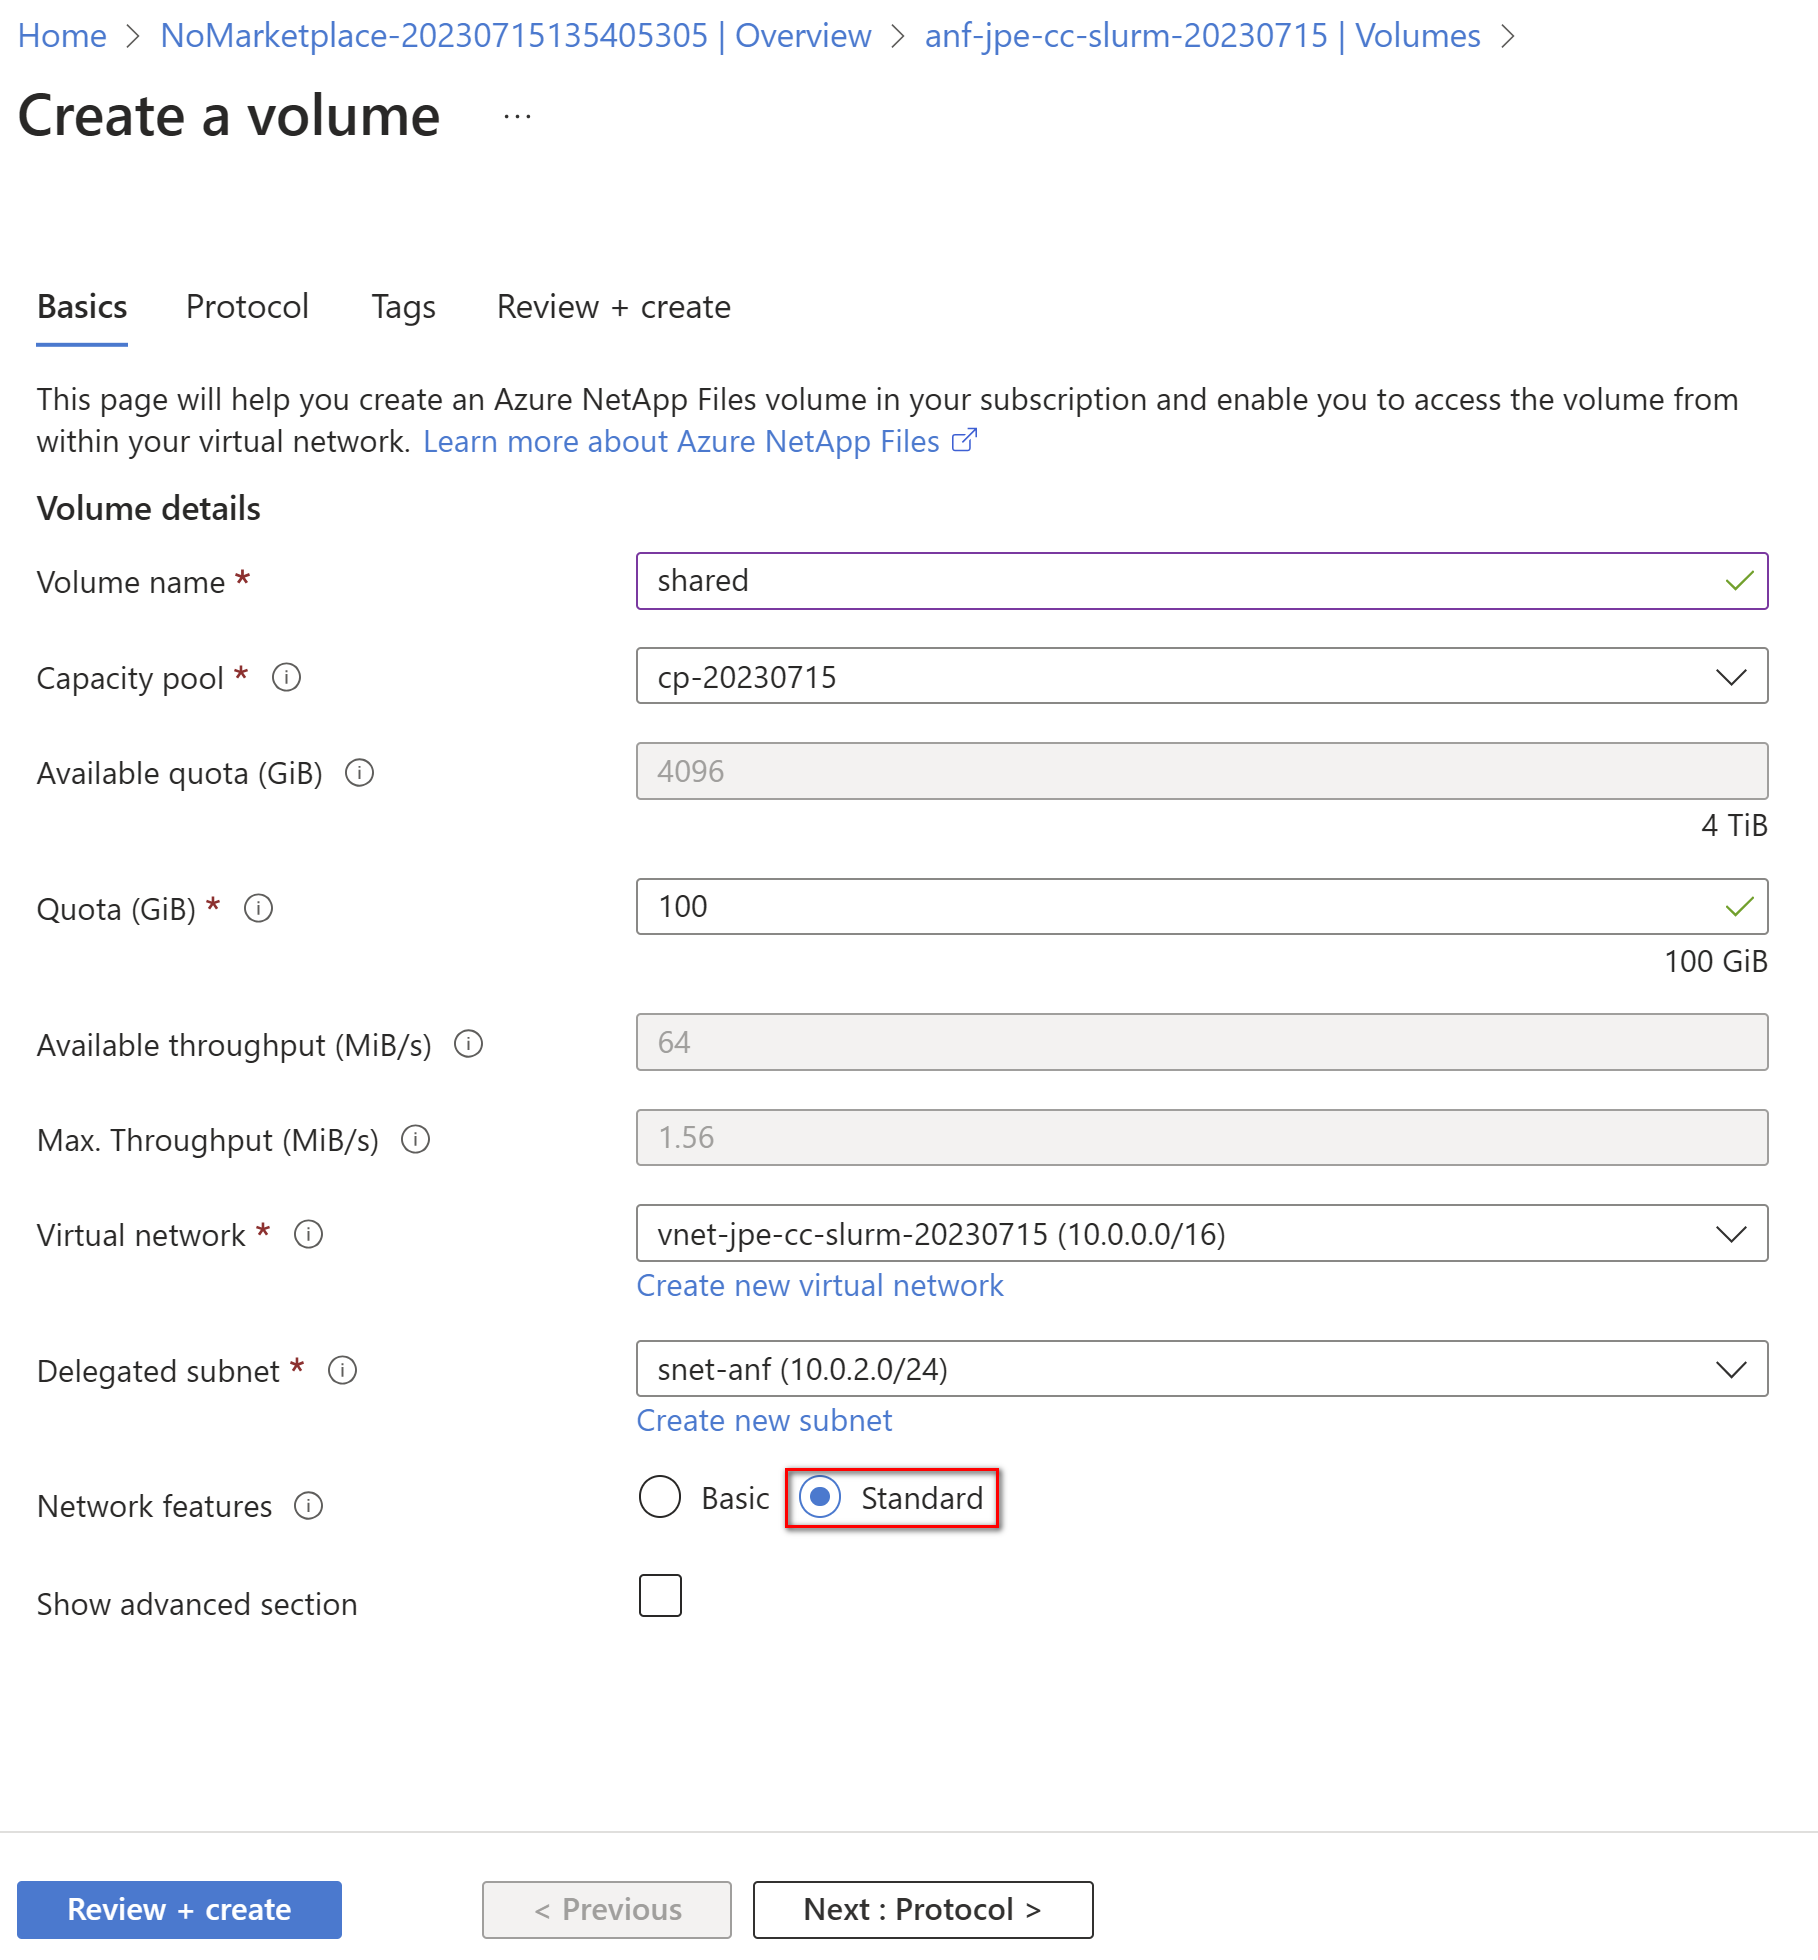 Home > NoMarketplace-20230715135405305 | Overview > anf-jpe-cc-slurm-20230715 | Volumes >
Create a volume ...
Basics Protocol Tags Review + create
This page will help you create an Azure NetApp Files volume in your subscription and enable you to access the volume from
within your virtual network. Learn more about Azure NetApp Files
Volume details
Volume name * shared
Capacity pool * cp-20230715
Available quota (GiB) 4096
4 TiB
Quota (GiB) * 100
100 GiB
Available throughput (MiB/s) 64
Max. Throughput (MiB/s) 1.56
Virtual network * vnet-jpe-cc-slurm-20230715 (10.0.0.0/16)
Create new virtual network
Delegated subnet * snet-anf (10.0.2.0/24)
Create new subnet
Network features Basic Standard
Show advanced section
Review + create < Previous Next : Protocol >